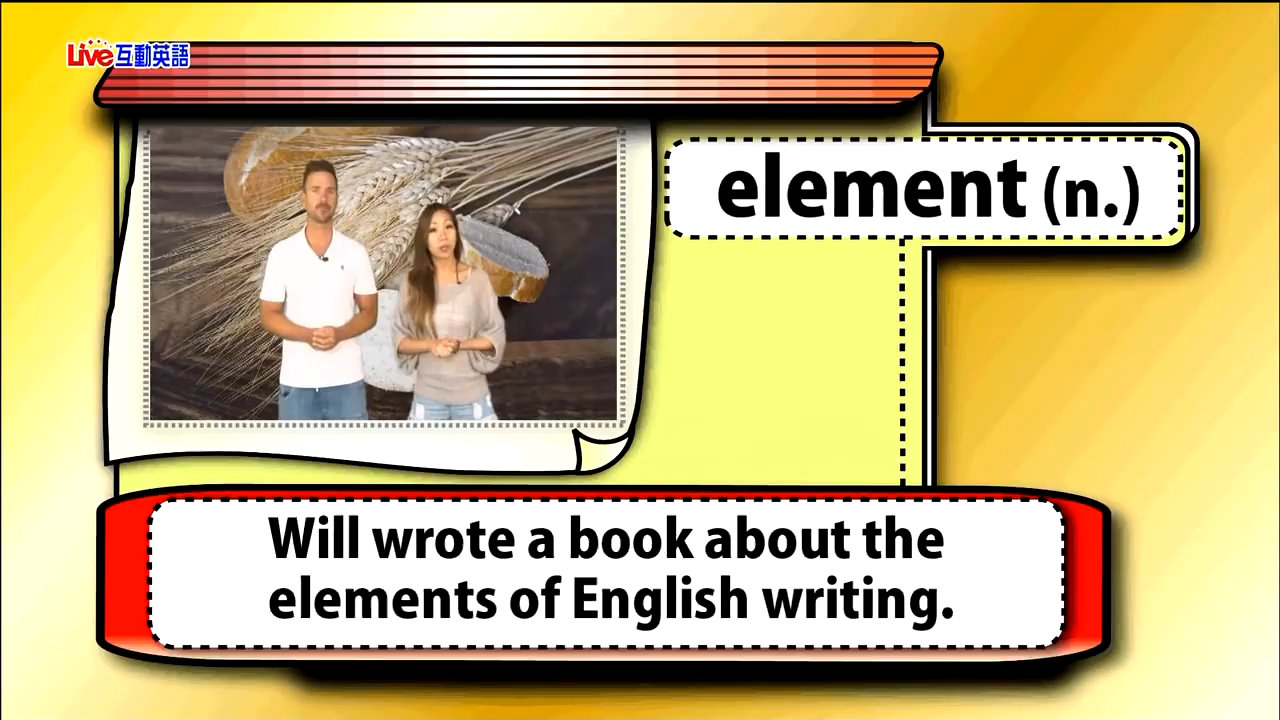 Live互動英語
element (n.)
Will wrote a book about the
elements of English writing.